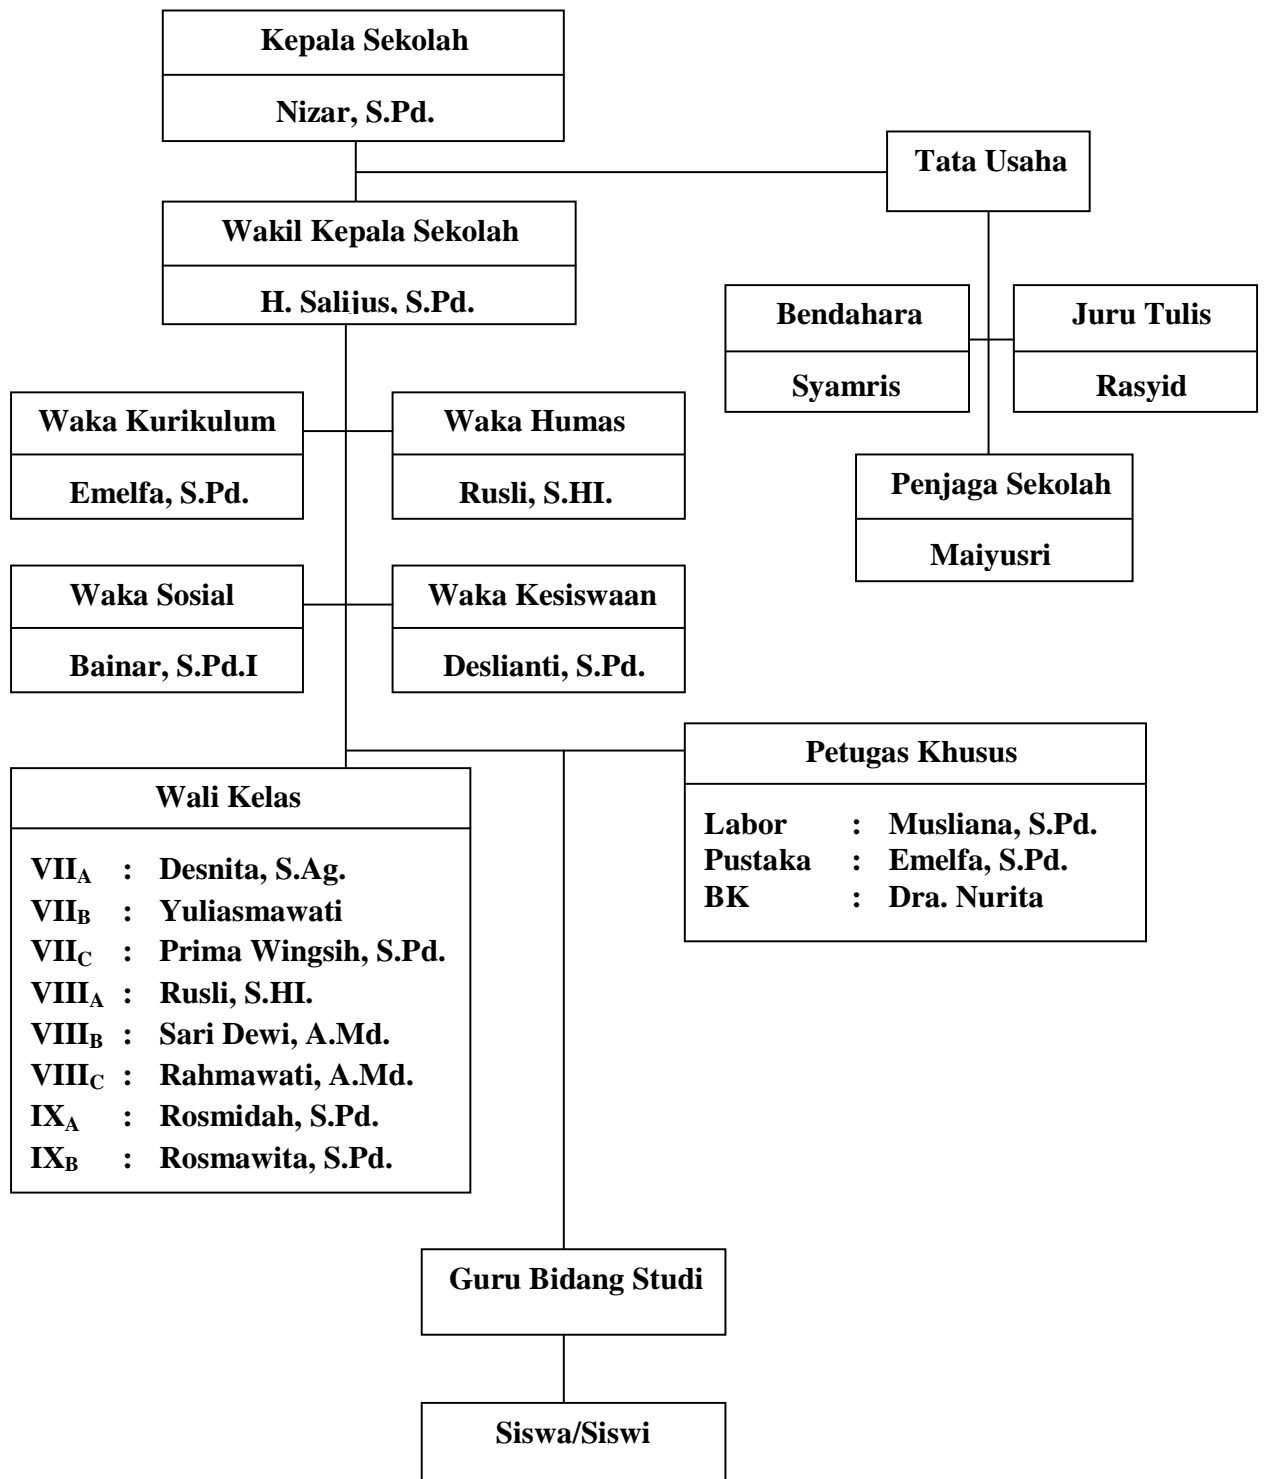 Kepala Sekolah
Nizar, S.Pd.
Tata Usaha
Wakil Kepala Sekolah
H. Salijus, S.Pd.
Bendahara
Syamris
Juru Tulis
Rasyid
Waka Kurikulum
Emelfa, S.Pd.
Waka Humas
Rusli, S.HI.
Penjaga Sekolah
Maiyusri
Waka Sosial
Bainar, S.Pd.I
Waka Kesiswaan
Deslianti, S.Pd.
Petugas Khusus
Labor : Musliana, S.Pd.
Pustaka : Emelfa, S.Pd.
BK : Dra. Nurita
Wali Kelas
VIIA : Desnita, S.Ag.
VIIB : Yuliasmawati
VIIC : Prima Wingsih, S.Pd.
VIIIA : Rusli, S.HI.
VIIIB : Sari Dewi, A.Md.
VIIIC : Rahmawati, A.Md.
IXA : Rosmidah, S.Pd.
IXB : Rosmawita, S.Pd.
Guru Bidang Studi
Siswa/Siswi